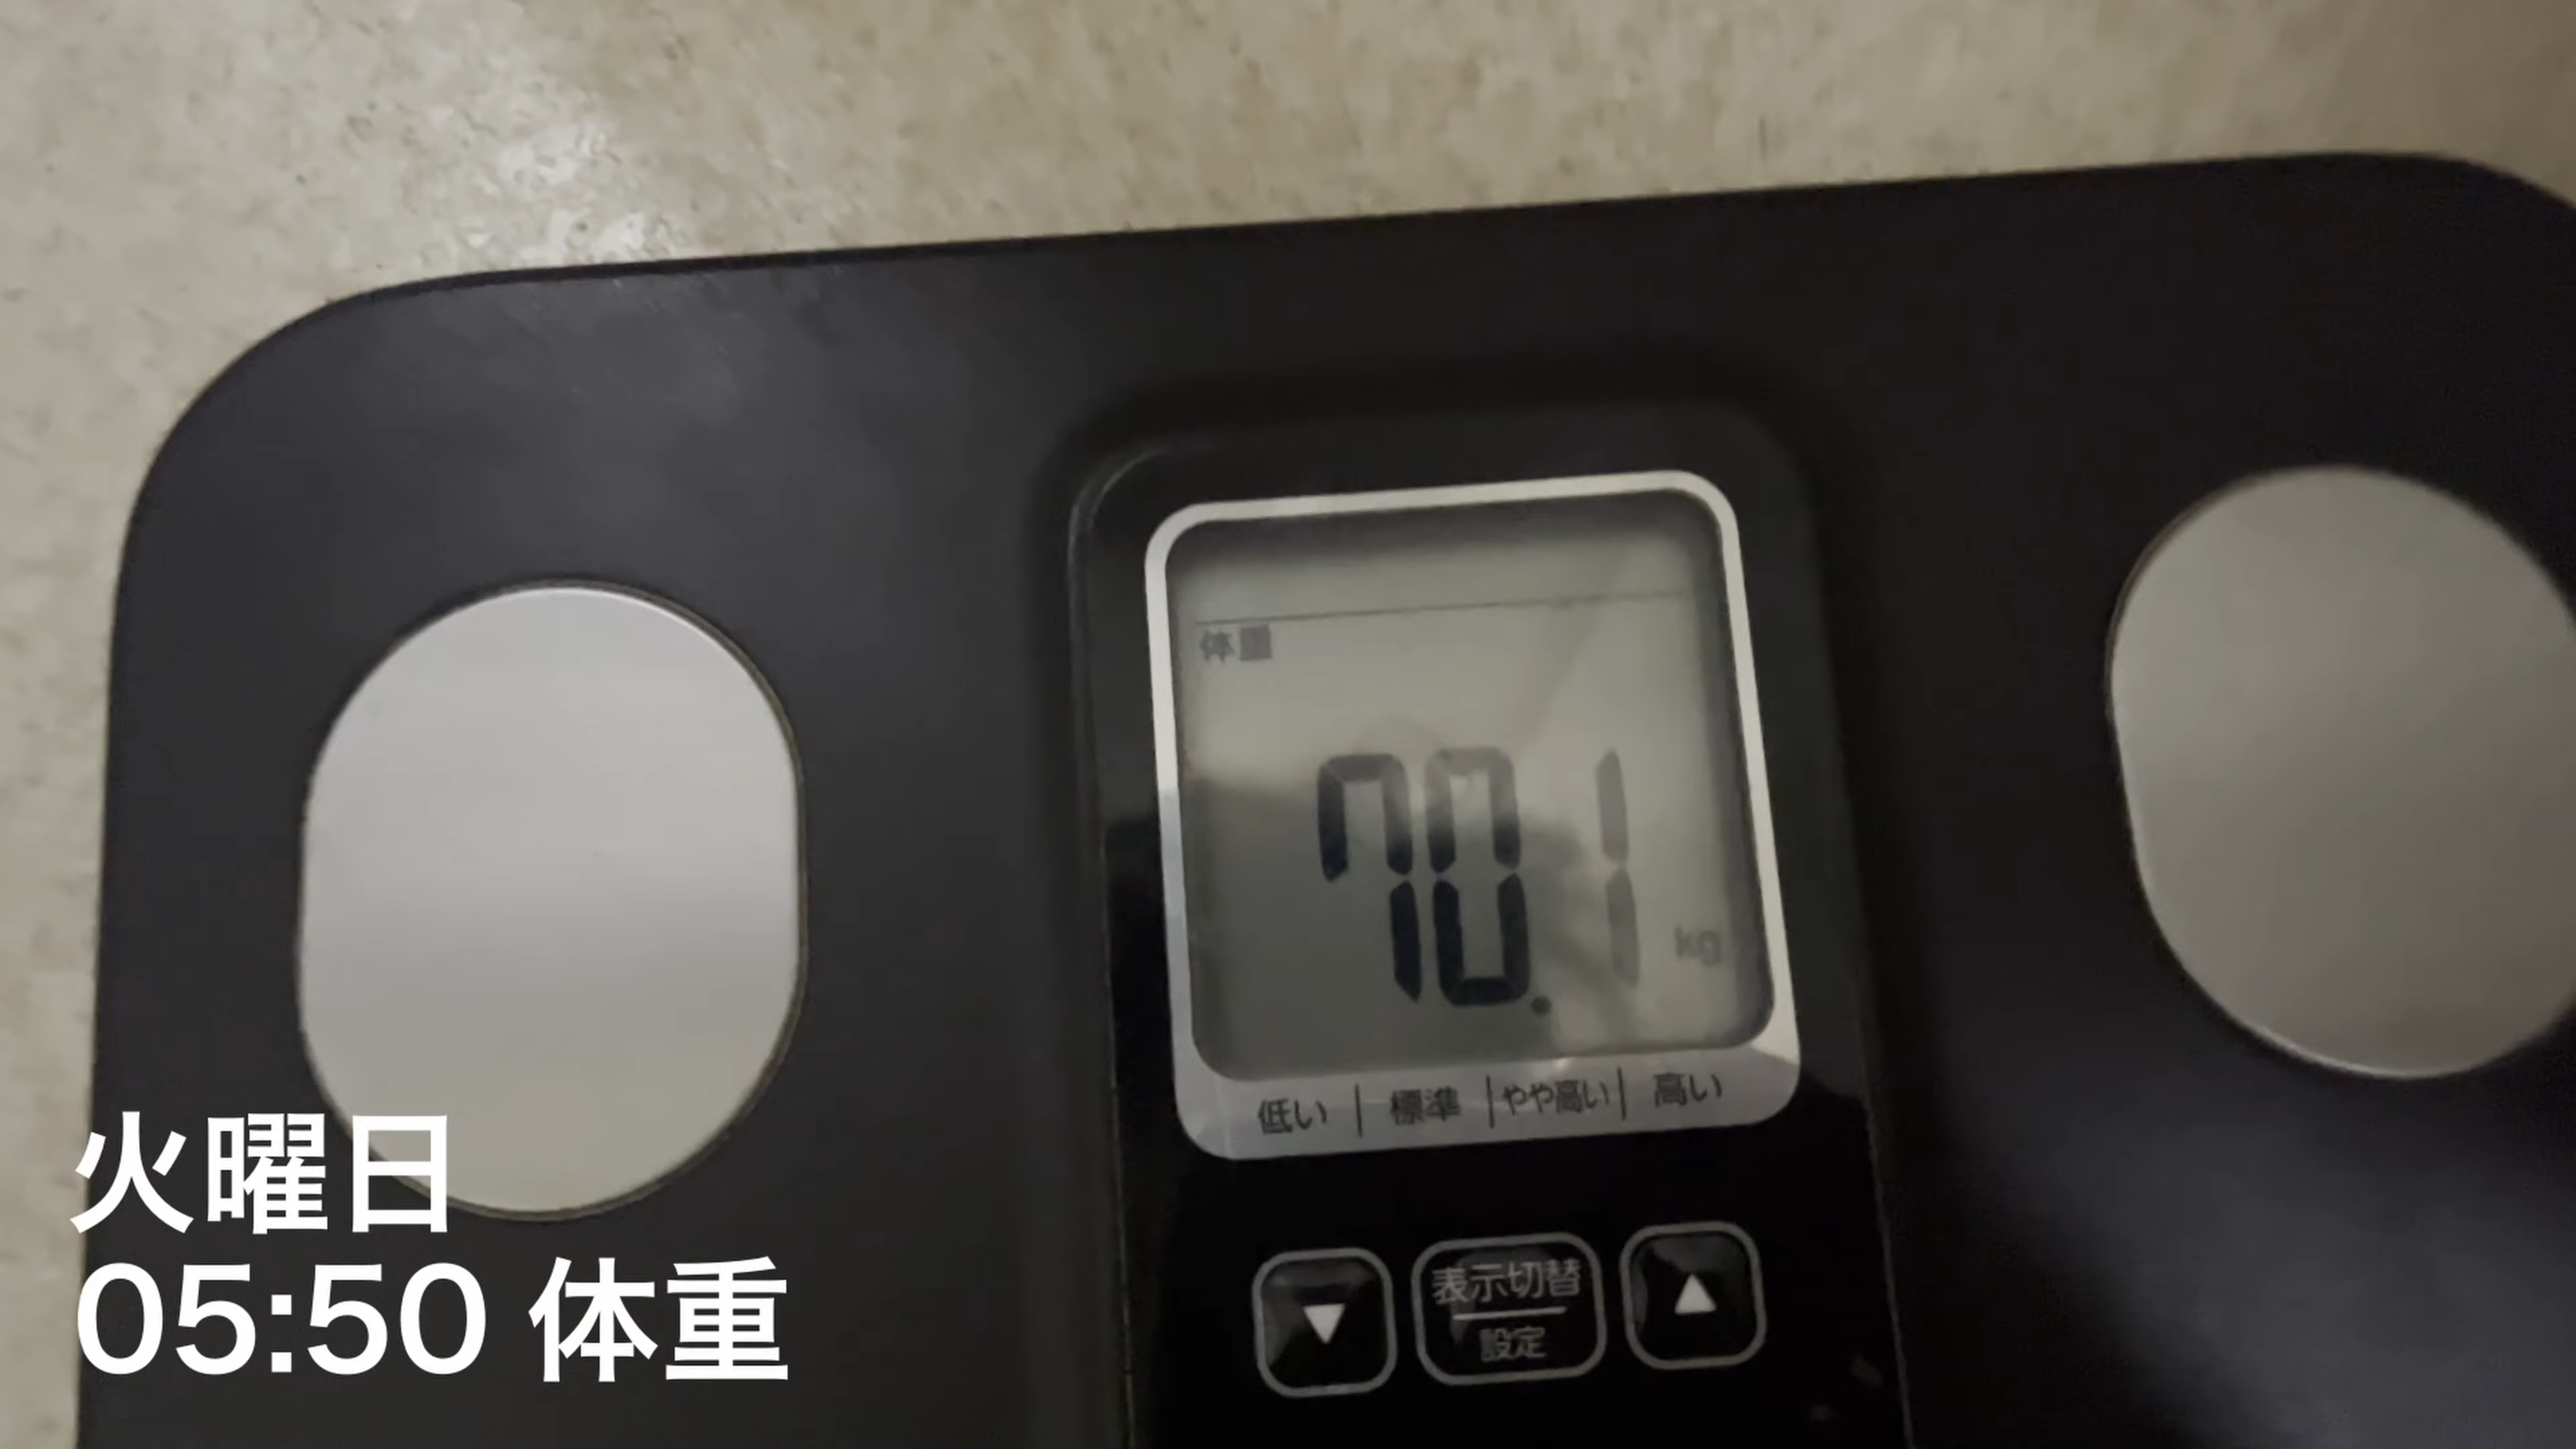 体重
70.1
kg
低い | 標準 | やや高い | 高い
▼ 表示切替 ▲
設定
火曜日
05:50 体重